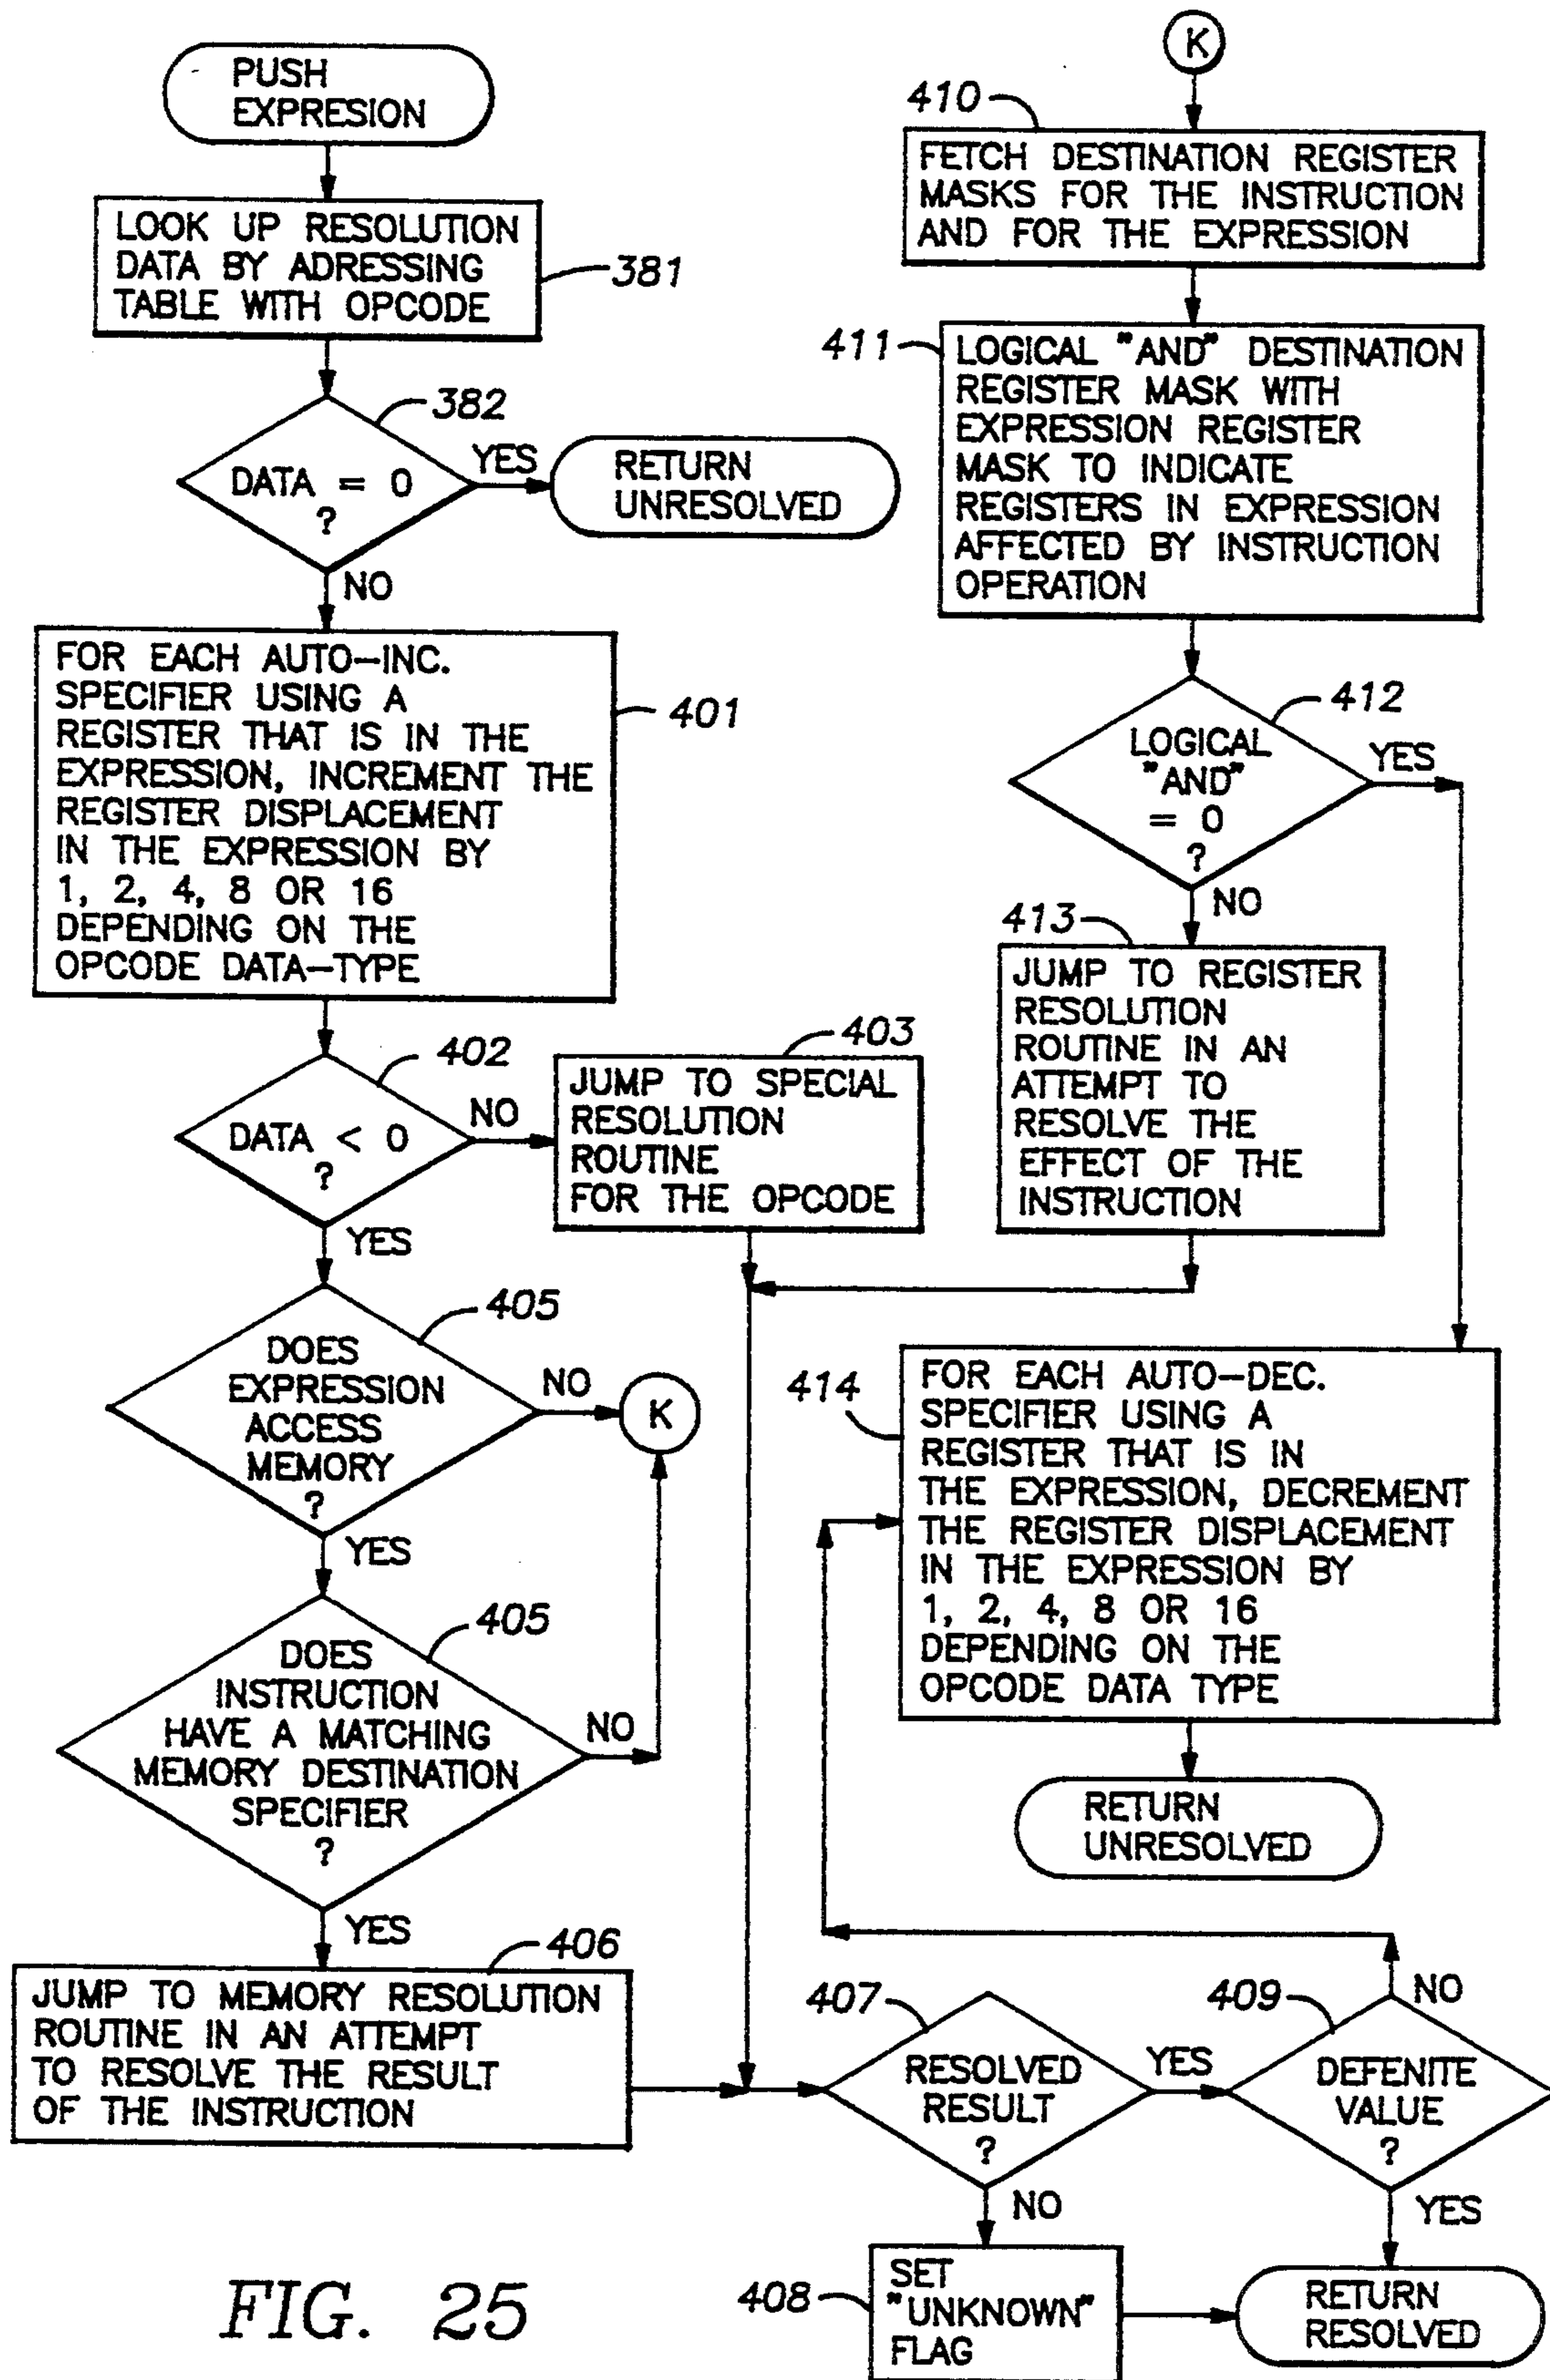 PUSH
EXPRESION
LOOK UP RESOLUTION
DATA BY ADRESSING
TABLE WITH OPCODE
381
382
DATA = 0
?
YES
RETURN
UNRESOLVED
NO
FOR EACH AUTO-INC.
SPECIFIER USING A
REGISTER THAT IS IN THE
EXPRESSION, INCREMENT THE
REGISTER DISPLACEMENT
IN THE EXPRESSION BY
1, 2, 4, 8 OR 16
DEPENDING ON THE
OPCODE DATA-TYPE
401
402
DATA < 0
?
NO
403
JUMP TO SPECIAL
RESOLUTION
ROUTINE
FOR THE OPCODE
YES
405
DOES
EXPRESSION
ACCESS
MEMORY
?
NO
K
YES
405
DOES
INSTRUCTION
HAVE A MATCHING
MEMORY DESTINATION
SPECIFIER
?
NO
YES
406
JUMP TO MEMORY RESOLUTION
ROUTINE IN AN ATTEMPT
TO RESOLVE THE RESULT
OF THE INSTRUCTION
K
410
FETCH DESTINATION REGISTER
MASKS FOR THE INSTRUCTION
AND FOR THE EXPRESSION
411
LOGICAL "AND" DESTINATION
REGISTER MASK WITH
EXPRESSION REGISTER
MASK TO INDICATE
REGISTERS IN EXPRESSION
AFFECTED BY INSTRUCTION
OPERATION
412
LOGICAL
"AND"
= 0
?
YES
NO
413
JUMP TO REGISTER
RESOLUTION
ROUTINE IN AN
ATTEMPT TO
RESOLVE THE
EFFECT OF THE
INSTRUCTION
414
FOR EACH AUTO-DEC.
SPECIFIER USING A
REGISTER THAT IS IN
THE EXPRESSION, DECREMENT
THE REGISTER DISPLACEMENT
IN THE EXPRESSION BY
1, 2, 4, 8 OR 16
DEPENDING ON THE
OPCODE DATA TYPE
RETURN
UNRESOLVED
407
RESOLVED
RESULT
?
YES
409
NO
DEFENITE
VALUE
?
NO
YES
408
SET
"UNKNOWN"
FLAG
RETURN
RESOLVED
FIG. 25